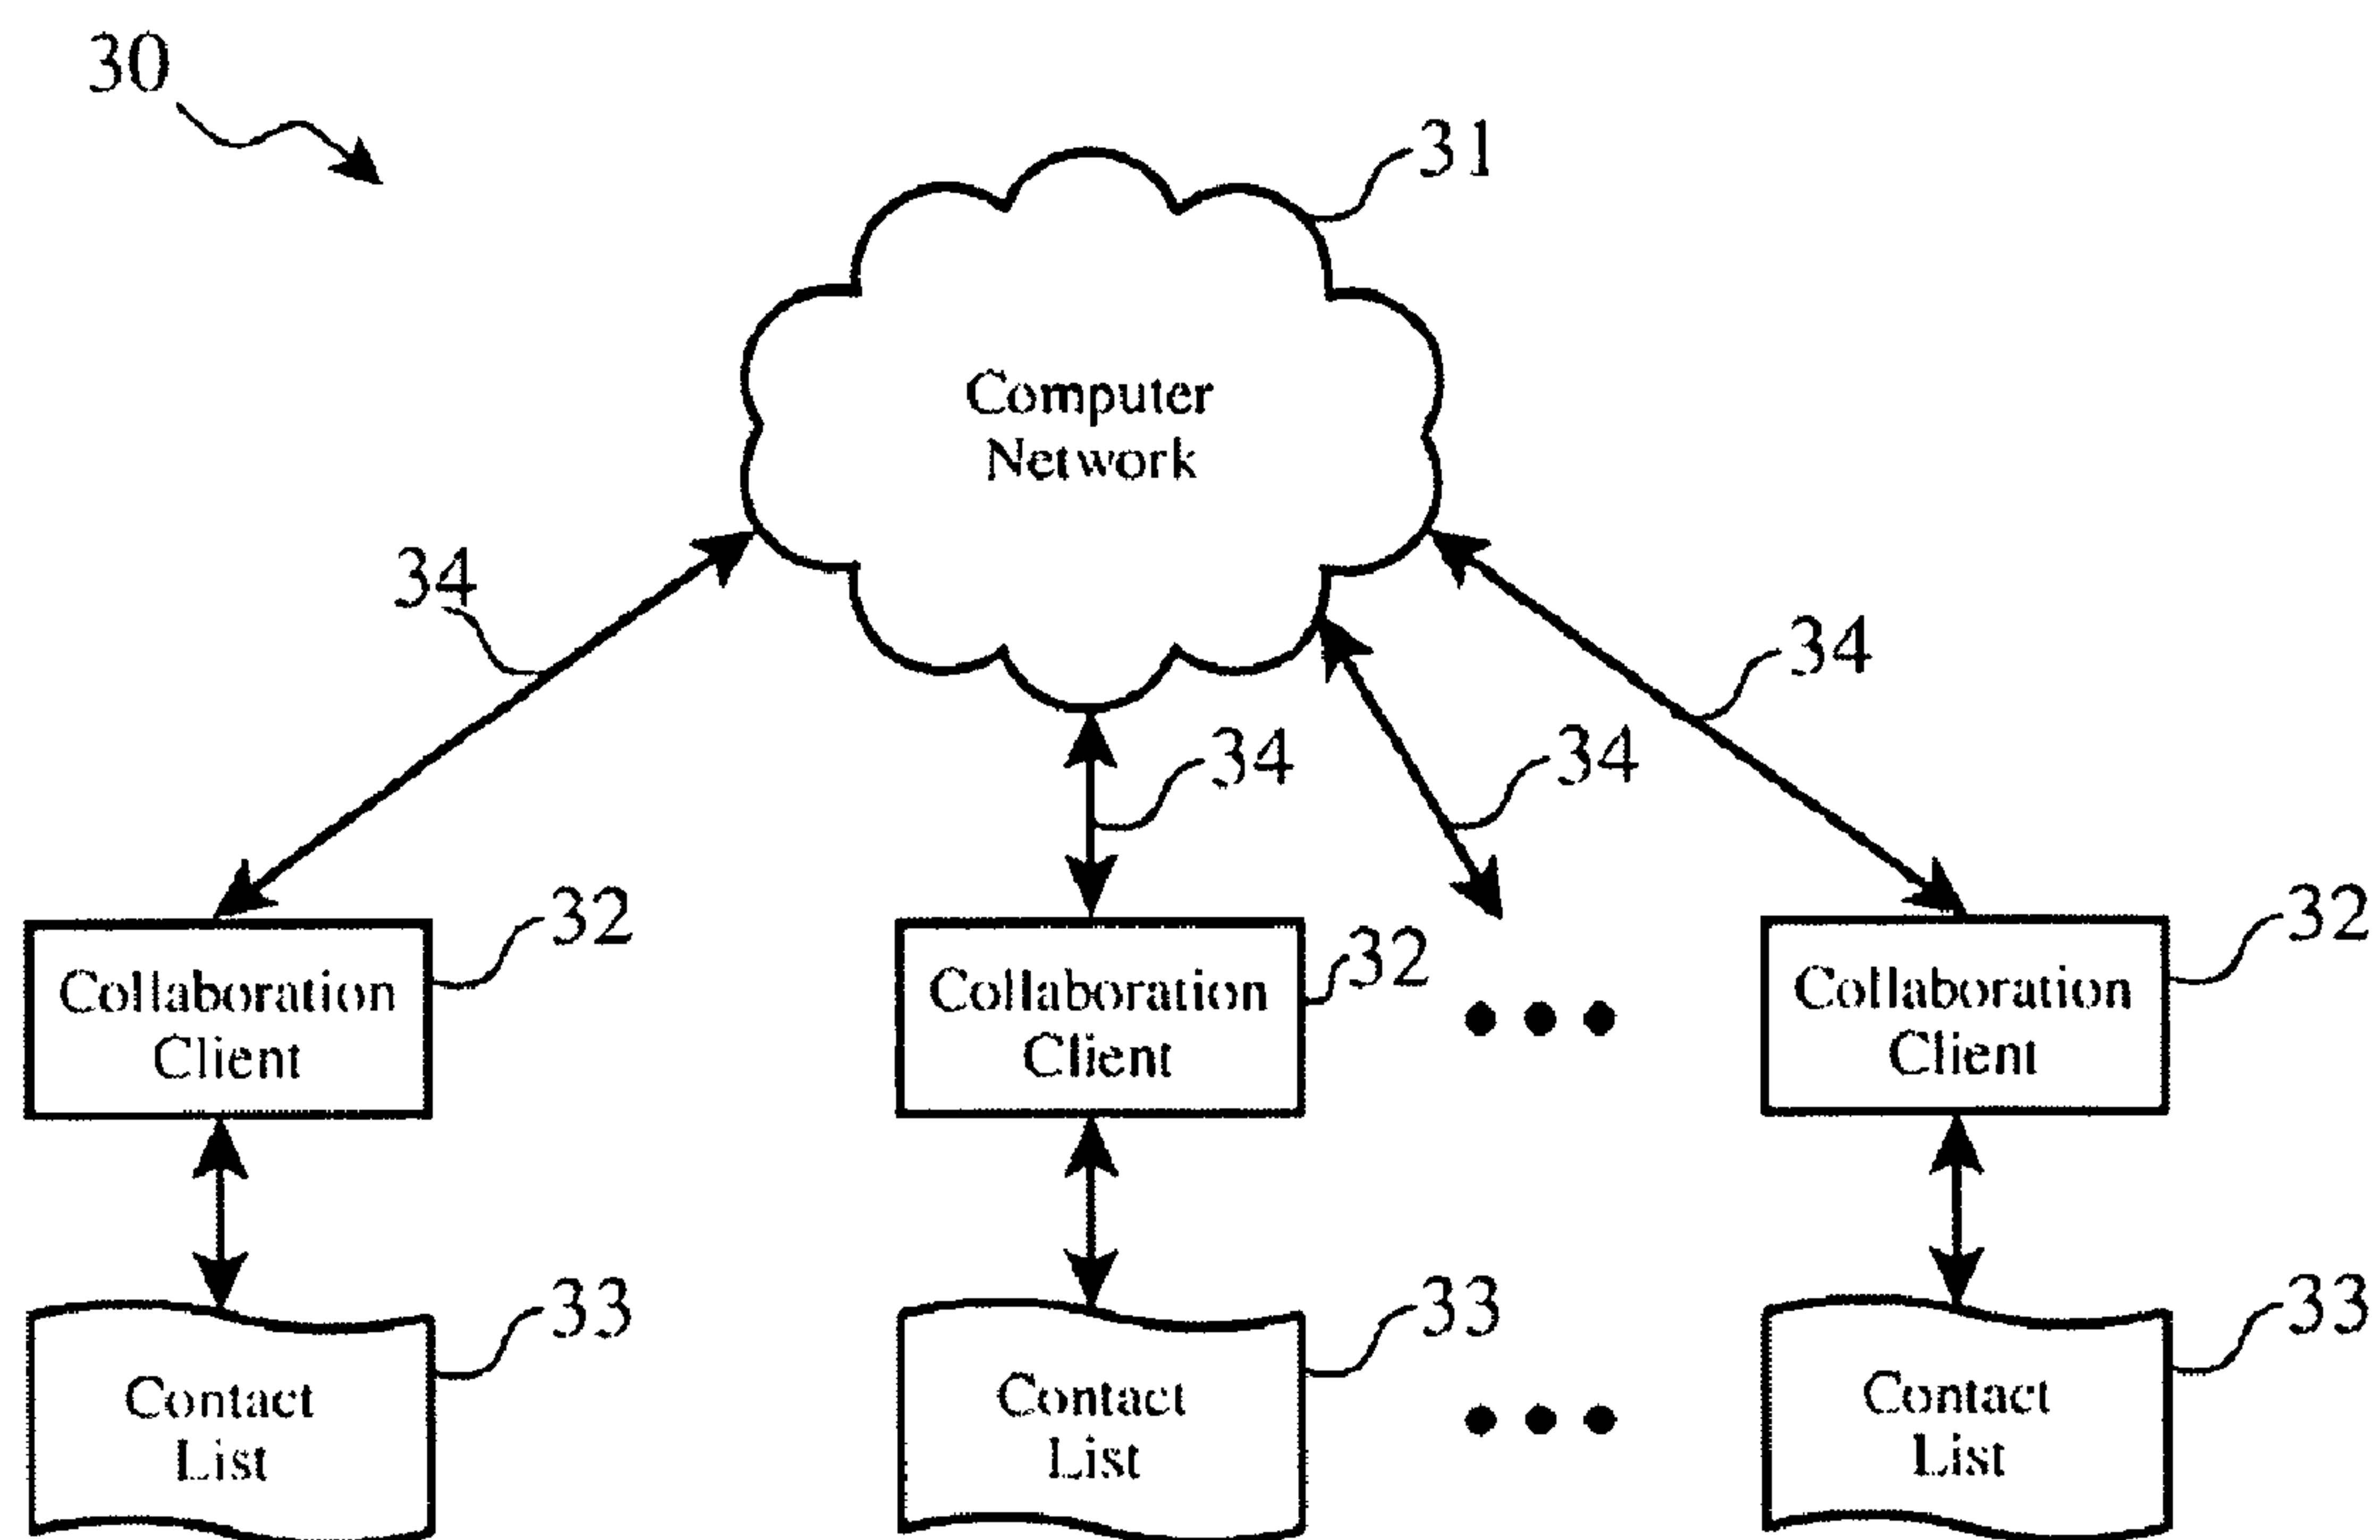 30
31
Computer
Network
34
34
34
34
32
32
32
Collaboration
Client
Collaboration
Client
Collaboration
Client
33
33
33
Contact
List
Contact
List
Contact
List